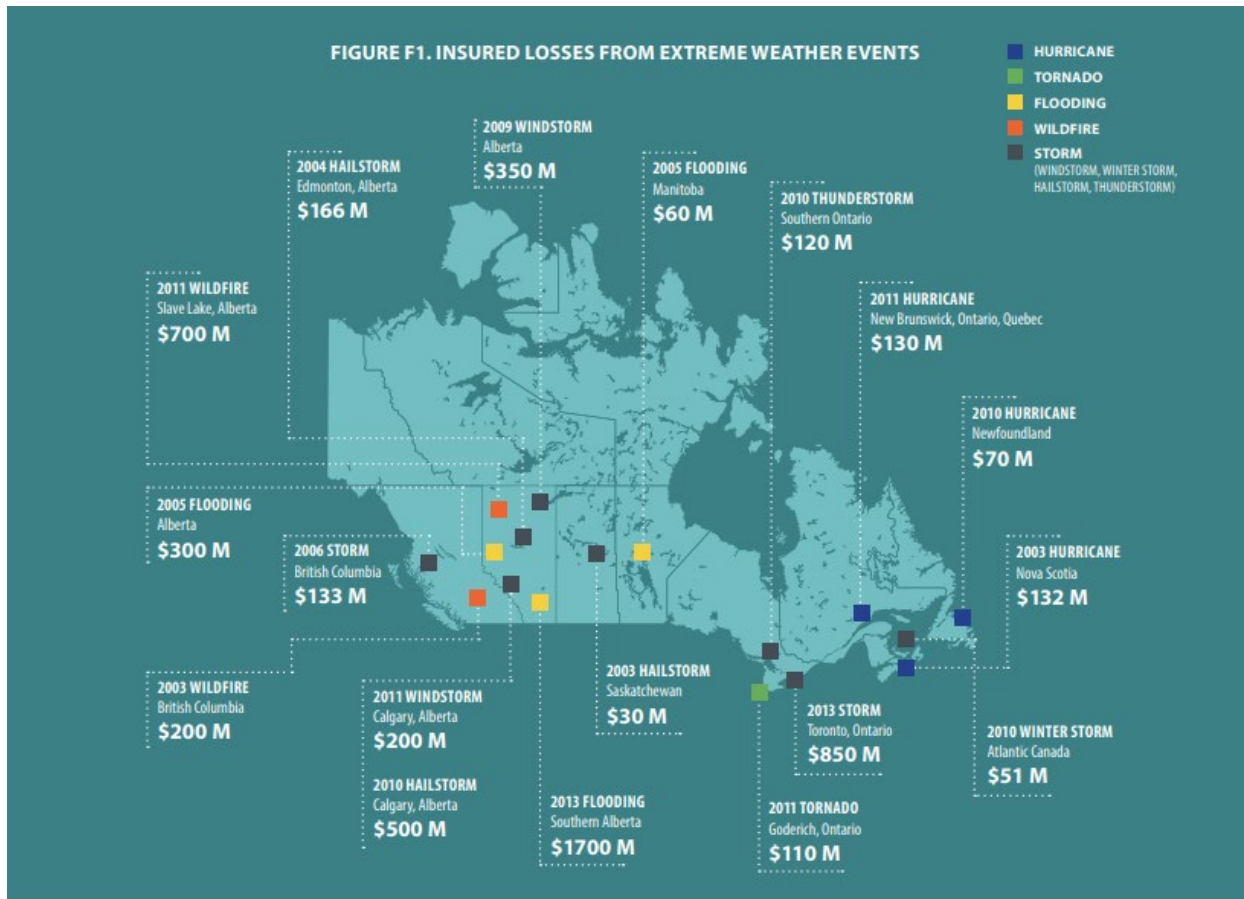 FIGURE F1. INSURED LOSSES FROM EXTREME WEATHER EVENTS
HURRICANE
TORNADO
FLOODING
WILDFIRE
STORM
(WINDSTORM, WINTER STORM,
HAILSTORM, THUNDERSTORM)
2009 WINDSTORM
Alberta
$350 M
2004 HAILSTORM
Edmonton, Alberta
$166 M
2005 FLOODING
Manitoba
$60 M
2010 THUNDERSTORM
Southern Ontario
$120 M
2011 WILDFIRE
Slave Lake, Alberta
$700 M
2011 HURRICANE
New Brunswick, Ontario, Quebec
$130 M
2010 HURRICANE
Newfoundland
$70 M
2005 FLOODING
Alberta
$300 M
2006 STORM
British Columbia
$133 M
2003 HURRICANE
Nova Scotia
$132 M
2003 WILDFIRE
British Columbia
$200 M
2011 WINDSTORM
Calgary, Alberta
$200 M
2010 HAILSTORM
Calgary, Alberta
$500 M
2003 HAILSTORM
Saskatchewan
$30 M
2013 FLOODING
Southern Alberta
$1700 M
2013 STORM
Toronto, Ontario
$850 M
2011 TORNADO
Goderich, Ontario
$110 M
2010 WINTER STORM
Atlantic Canada
$51 M